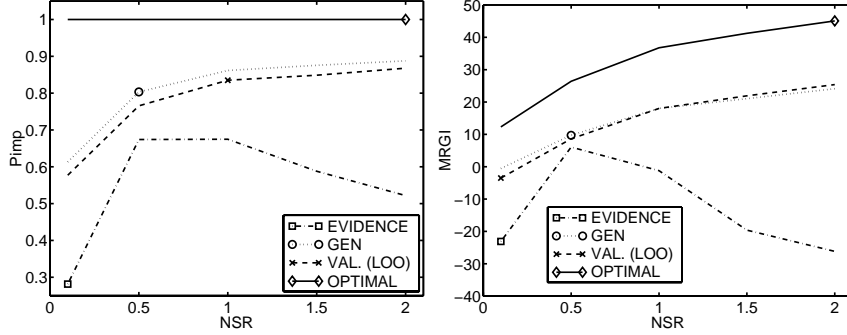 1
0.9
0.8
0.7
0.6
0.5
0.4
0.3
Pimp
0
0.5
1
1.5
2
NSR
EVIDENCE
GEN
VAL. (LOO)
OPTIMAL
50
40
30
20
10
0
−10
−20
−30
−40
MRGI
0
0.5
1
1.5
2
NSR
EVIDENCE
GEN
VAL. (LOO)
OPTIMAL